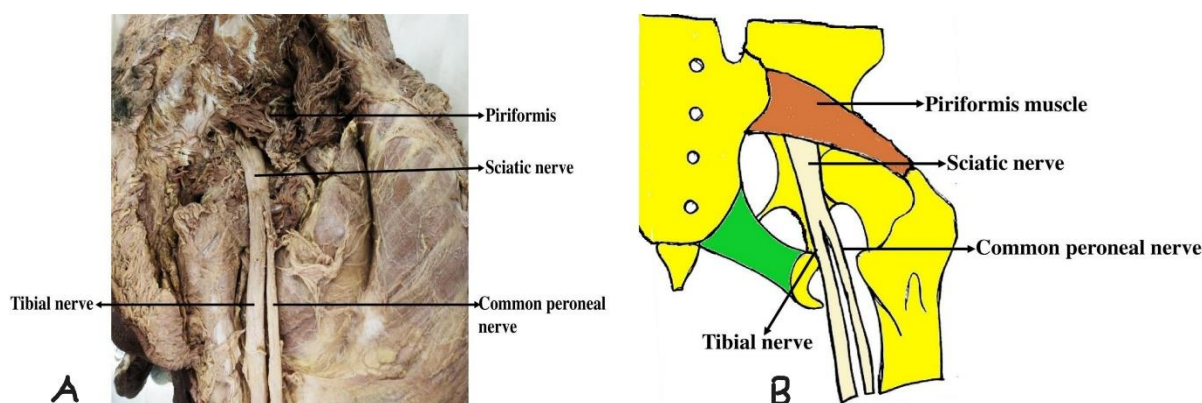 Piriformis
Sciatic nerve
Tibial nerve
Common peroneal
nerve
A
Piriformis muscle
Sciatic nerve
Common peroneal nerve
Tibial nerve
B